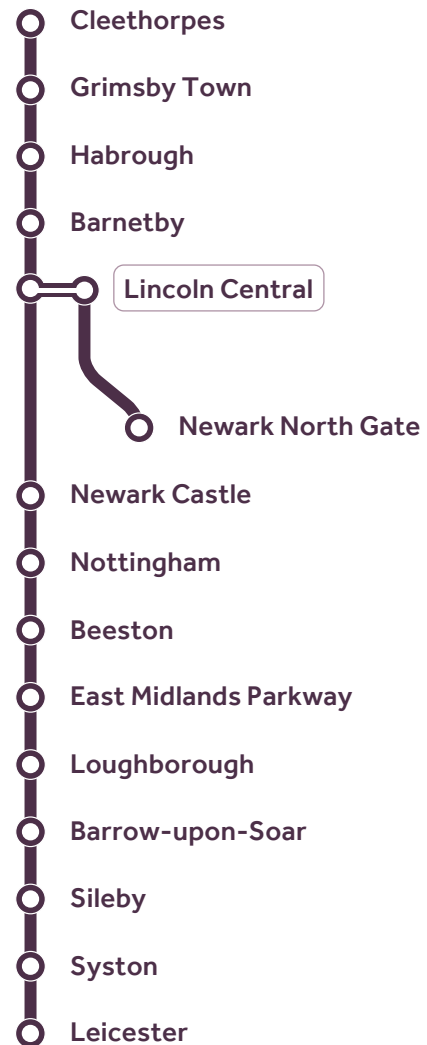 Cleethorpes
Grimsby Town
Habrough
Barnetby
Lincoln Central
Newark North Gate
Newark Castle
Nottingham
Beeston
East Midlands Parkway
Loughborough
Barrow-upon-Soar
Sileby
Syston
Leicester